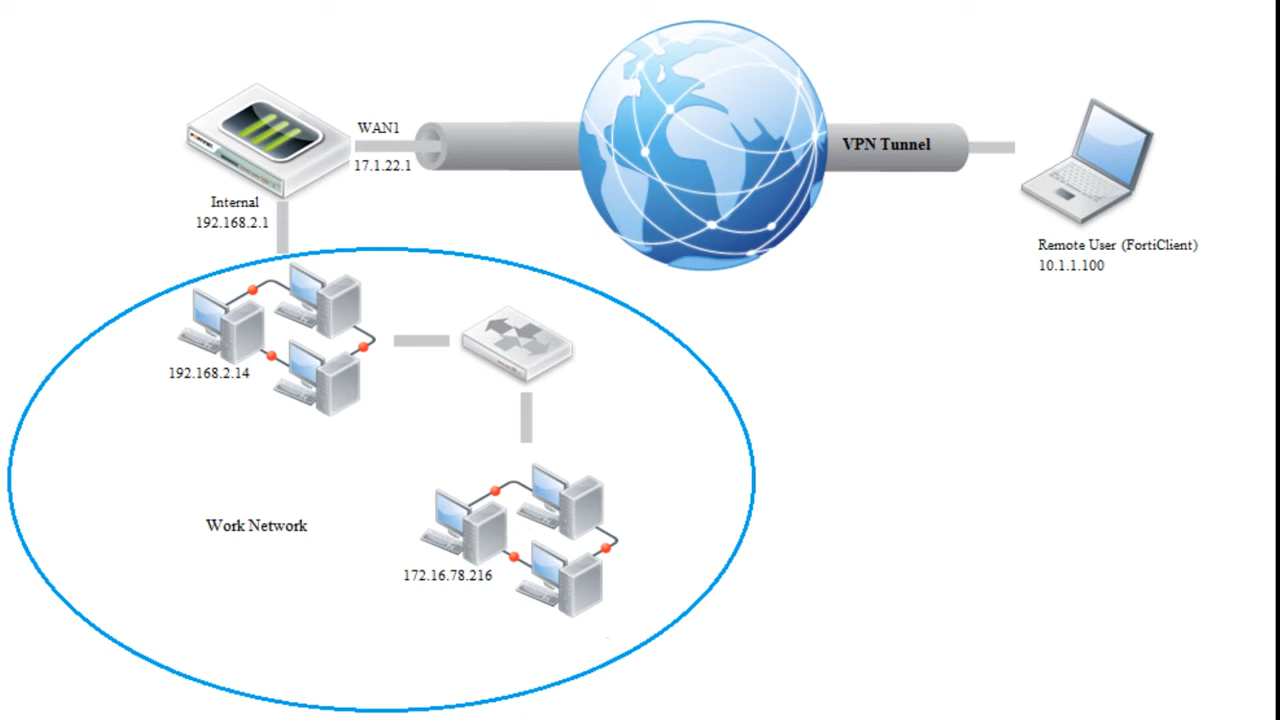 WAN1
17.1.22.1
Internal
192.168.2.1
VPN Tunnel
Remote User (FortiClient)
10.1.1.100
192.168.2.14
Work Network
172.16.78.216